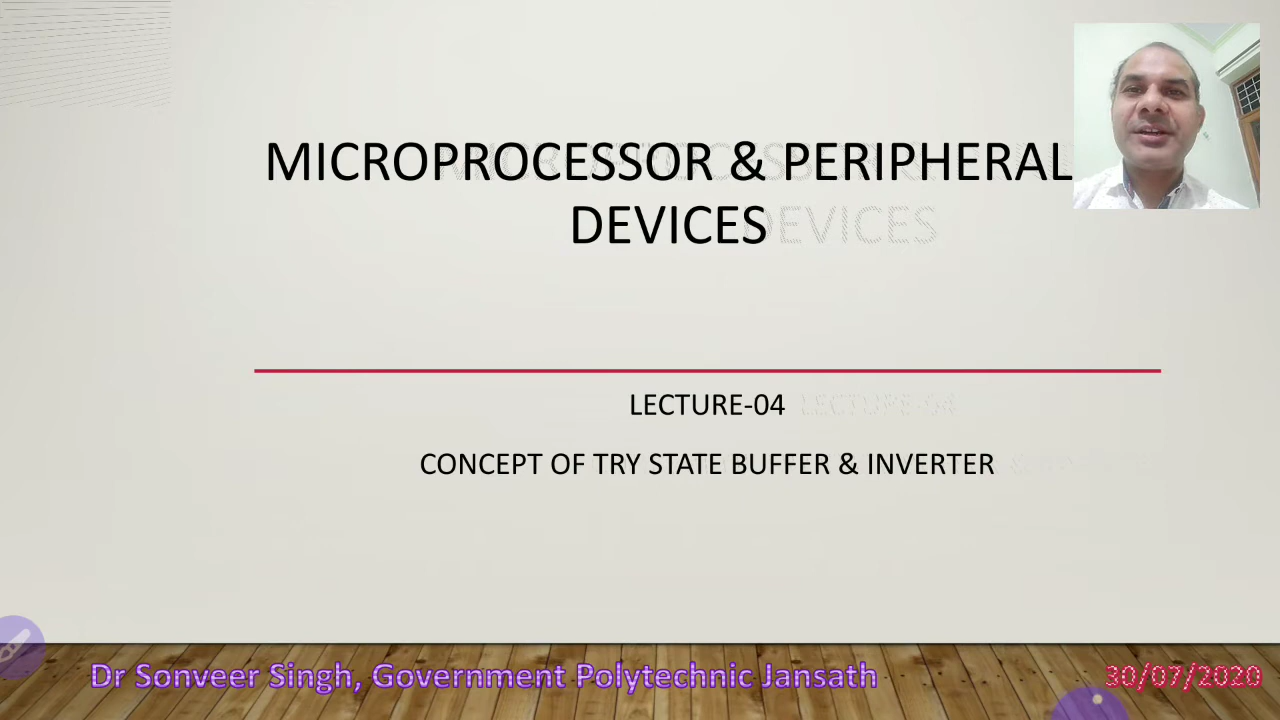 MICROPROCESSOR & PERIPHERAL
DEVICES
LECTURE-04
CONCEPT OF TRY STATE BUFFER & INVERTER
Dr Sonveer Singh, Government Polytechnic Jansath
30/07/2020